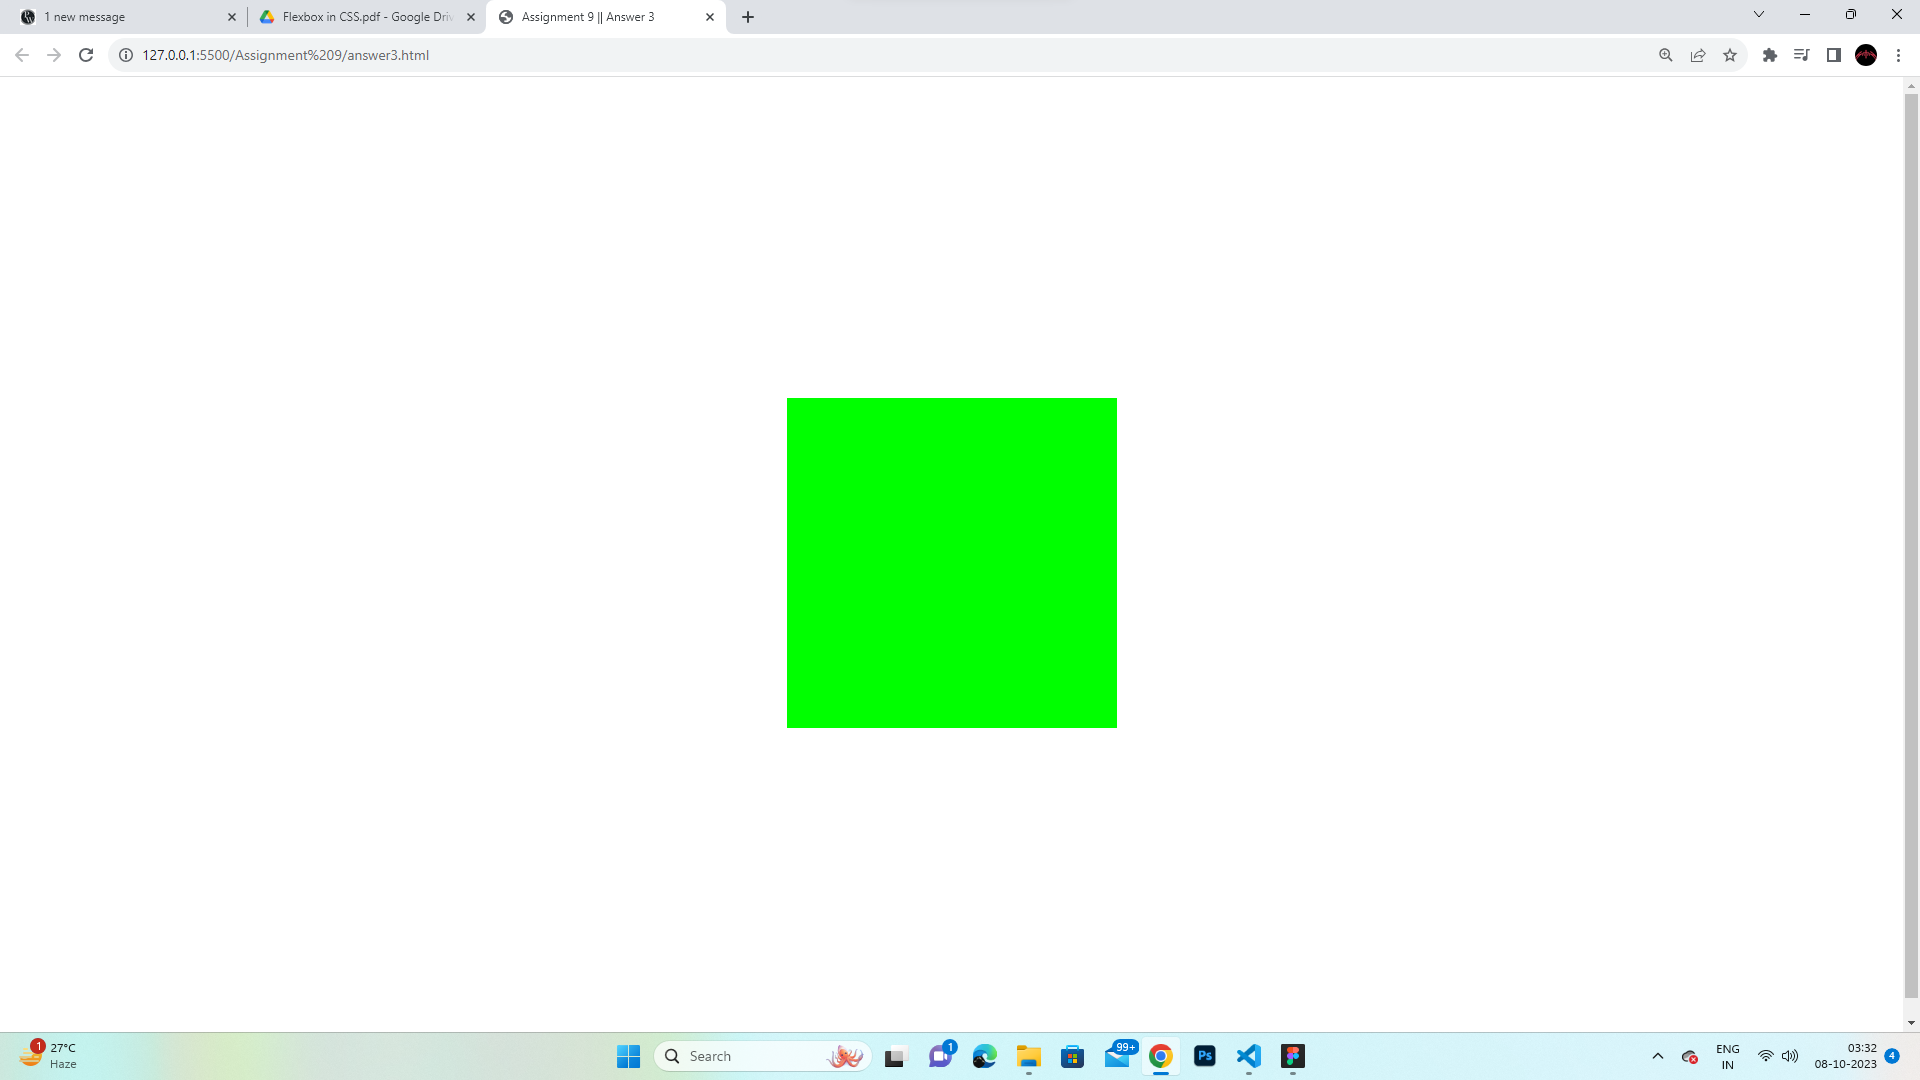 1 new message
Flexbox in CSS.pdf - Google Driv
Assignment 9 || Answer 3
127.0.0.1:5500/Assignment%209/answer3.html
1
27°C
Haze
Search
1
99+
Ps
ENG
IN
03:32
08-10-2023
4